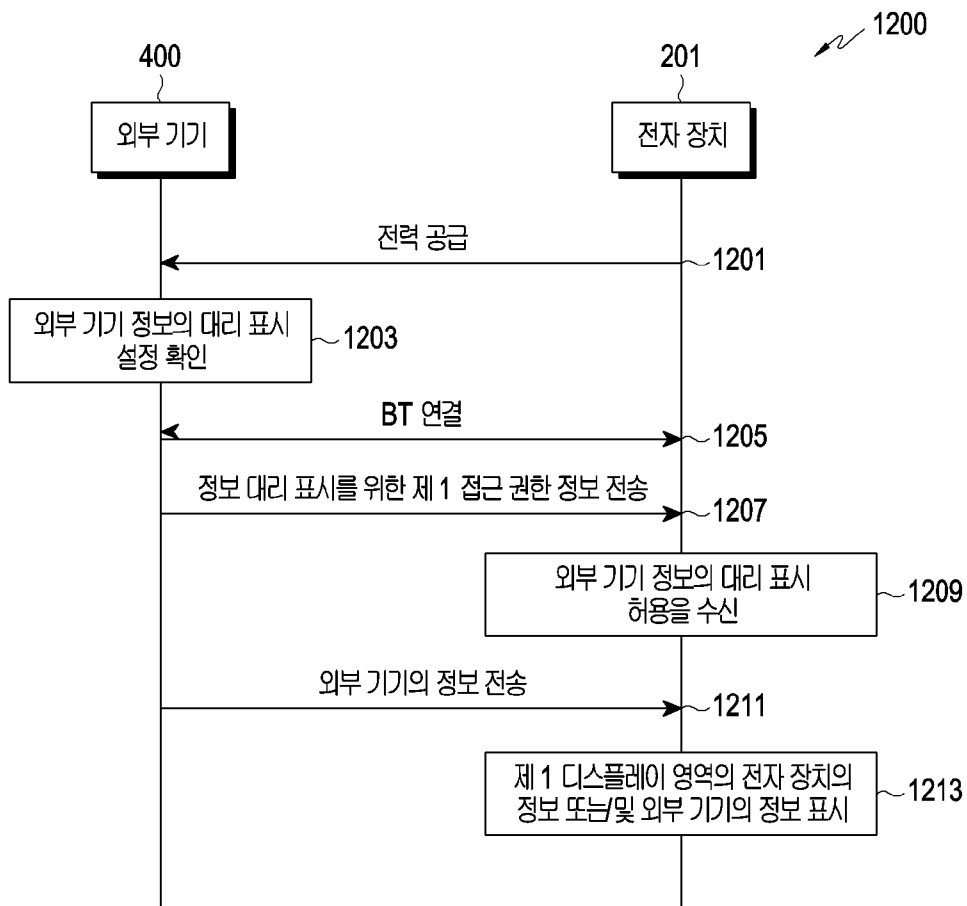 1200
400
201
외부 기기
전자 장치
전력 공급
1201
외부 기기 정보의 대리 표시
설정 확인
1203
BT 연결
1205
정보 대리 표시를 위한 제 1 접근 권한 정보 전송
1207
외부 기기 정보의 대리 표시
허용을 수신
1209
외부 기기의 정보 전송
1211
제 1 디스플레이 영역의 전자 장치의
정보 또는/및 외부 기기의 정보 표시
1213